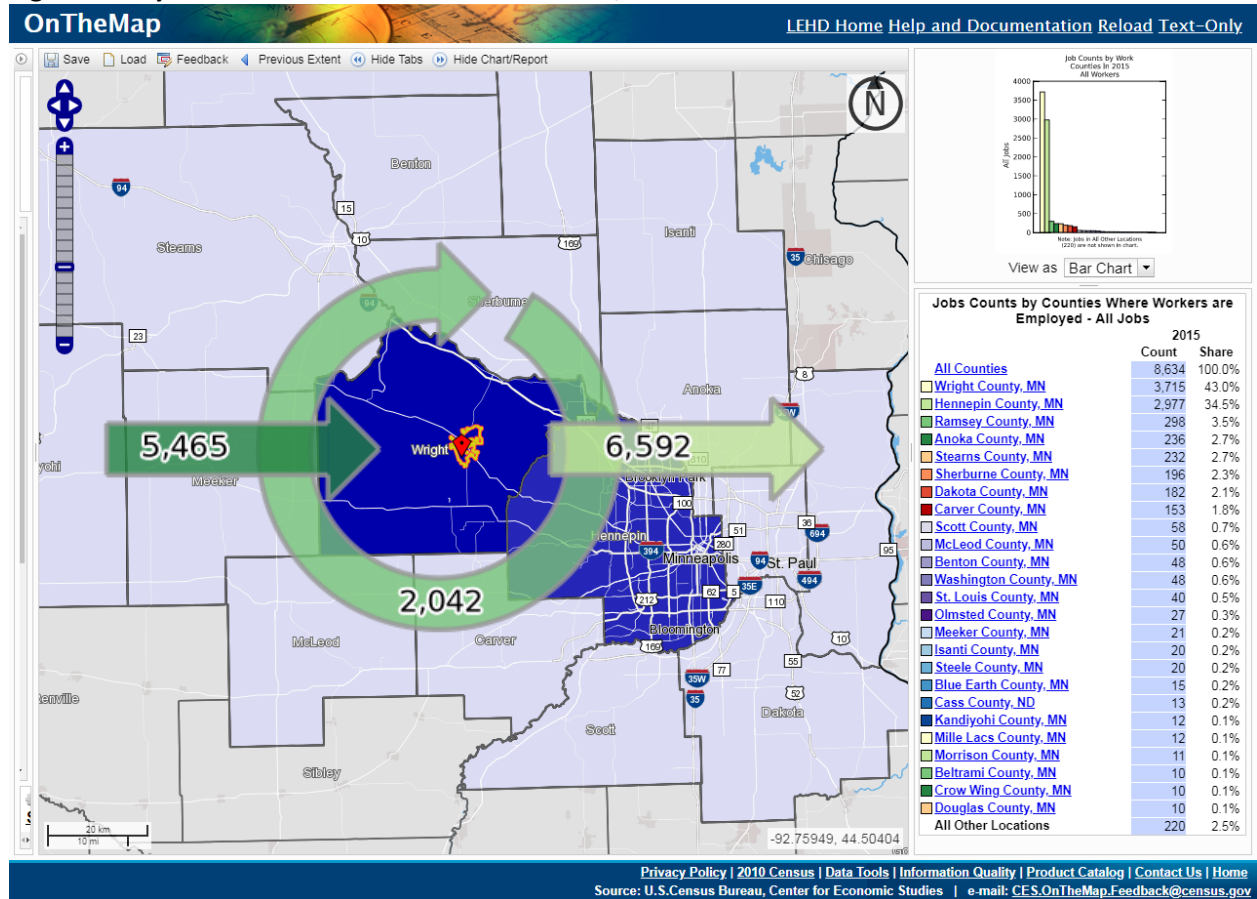 OnTheMap
LEHD Home Help and Documentation Reload Text-Only
Save Load Feedback Previous Extent Hide Tabs Hide Chart/Report
N
94
Benton
15
10
169
Stearns
Isanti
35
Chisago
94
Sherburne
23
8
Anoka
35W
5,465
Wright
6,592
Meeker
Brooklyn Park
100
36
694
51
Hennepin
394
280
95
Minneapolis
94
St. Paul
35E
494
2,042
212
62
5
110
McLeod
Carver
Bloomington
169
10
77
55
35W
35
52
Dakota
Scott
Sibley
20 km
10 mi
-92.75949, 44.50404
Job Counts by Work
Counties In 2015
All Workers
All Jobs
4000
3500
3000
2500
2000
1500
1000
500
0
Note: Jobs in All Other Locations
(220) are not shown in chart.
View as Bar Chart
Jobs Counts by Counties Where Workers are
Employed - All Jobs
2015
Count Share
All Counties 8,634 100.0%
Wright County, MN 3,715 43.0%
Hennepin County, MN 2,977 34.5%
Ramsey County, MN 298 3.5%
Anoka County, MN 236 2.7%
Stearns County, MN 232 2.7%
Sherburne County, MN 196 2.3%
Dakota County, MN 182 2.1%
Carver County, MN 153 1.8%
Scott County, MN 58 0.7%
McLeod County, MN 50 0.6%
Benton County, MN 48 0.6%
Washington County, MN 48 0.6%
St. Louis County, MN 40 0.5%
Olmsted County, MN 27 0.3%
Meeker County, MN 21 0.2%
Isanti County, MN 20 0.2%
Steele County, MN 20 0.2%
Blue Earth County, MN 15 0.2%
Cass County, ND 13 0.2%
Kandiyohi County, MN 12 0.1%
Mille Lacs County, MN 12 0.1%
Morrison County, MN 11 0.1%
Beltrami County, MN 10 0.1%
Crow Wing County, MN 10 0.1%
Douglas County, MN 10 0.1%
All Other Locations 220 2.5%
Privacy Policy | 2010 Census | Data Tools | Information Quality | Product Catalog | Contact Us | Home
Source: U.S.Census Bureau, Center for Economic Studies | e-mail: CES.OnTheMap.Feedback@census.gov